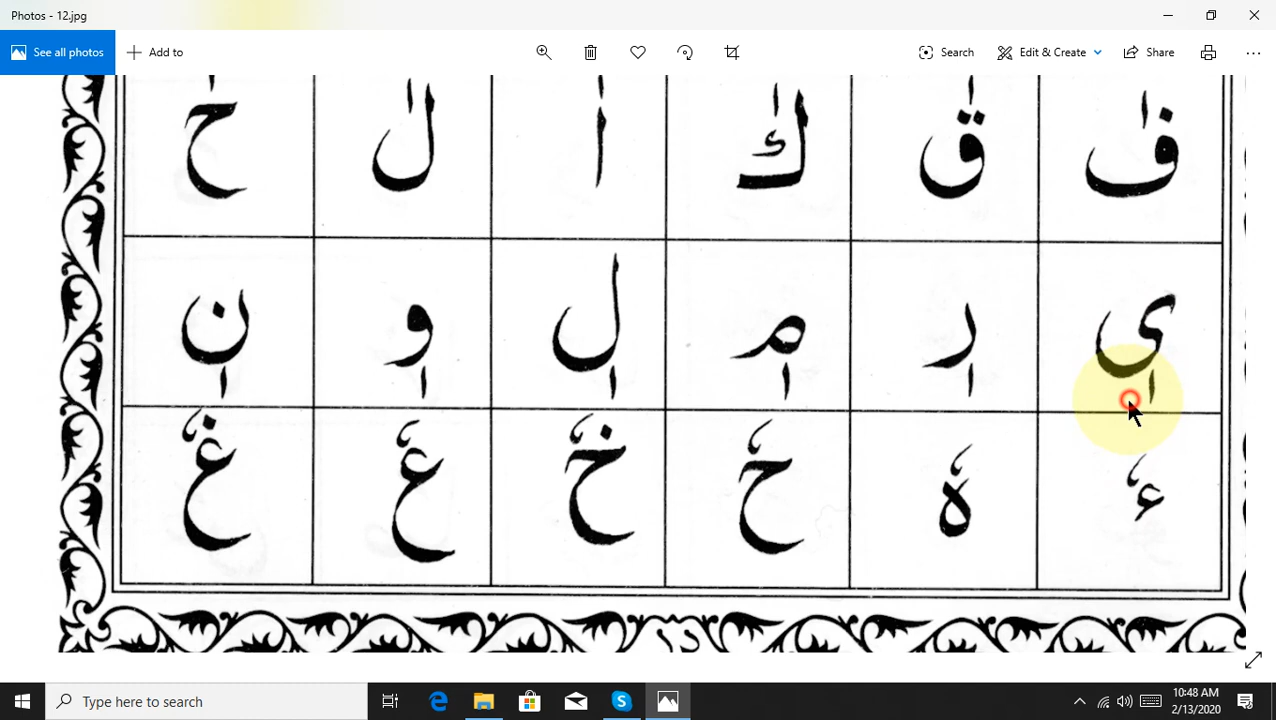 Photos - 12.jpg
See all photos
Add to
Search
Edit & Create
Share
فٰ قٰ كٰ اٰ لٰ حٰ
یٖ رٖ مٖ لٖ وٖ نٖ
ءٗ هٗ حٗ خٗ عٗ غٗ
۱۲
Type here to search
10:48 AM
2/13/2020